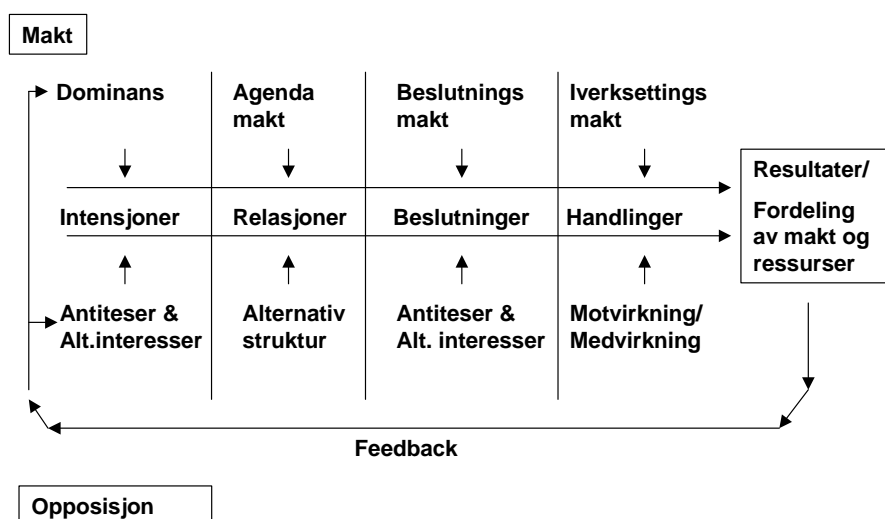 Makt
Dominans
Agenda
makt
Beslutnings
makt
Iverksettings
makt
Intensjoner
Relasjoner
Beslutninger
Handlinger
Resultater/
Fordeling
av makt og
ressurser
Antiteser &
Alt.interesser
Alternativ
struktur
Antiteser &
Alt. interesser
Motvirkning/
Medvirkning
Feedback
Opposisjon